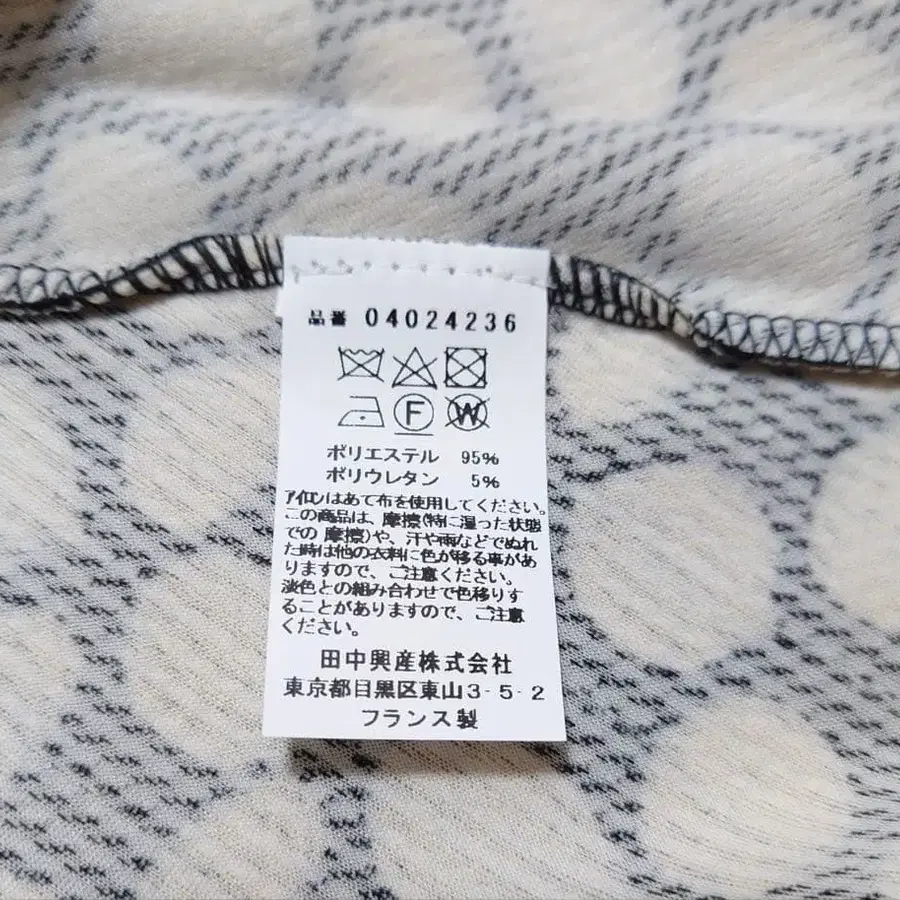 品番 04024236
F W
ポリエステル 95%
ポリウレタン 5%
アイロンはあて布を使用してください。
この商品は、摩擦(特に湿った状態
での 摩擦)や、汗や雨などでぬれ
た時は他の衣料に色が移る事があ
りますので、ご注意ください。
淡色との組み合わせで色移りす
ることがありますので、ご注意
ください。
田中興産株式会社
東京都目黒区東山3-5-2
フランス製